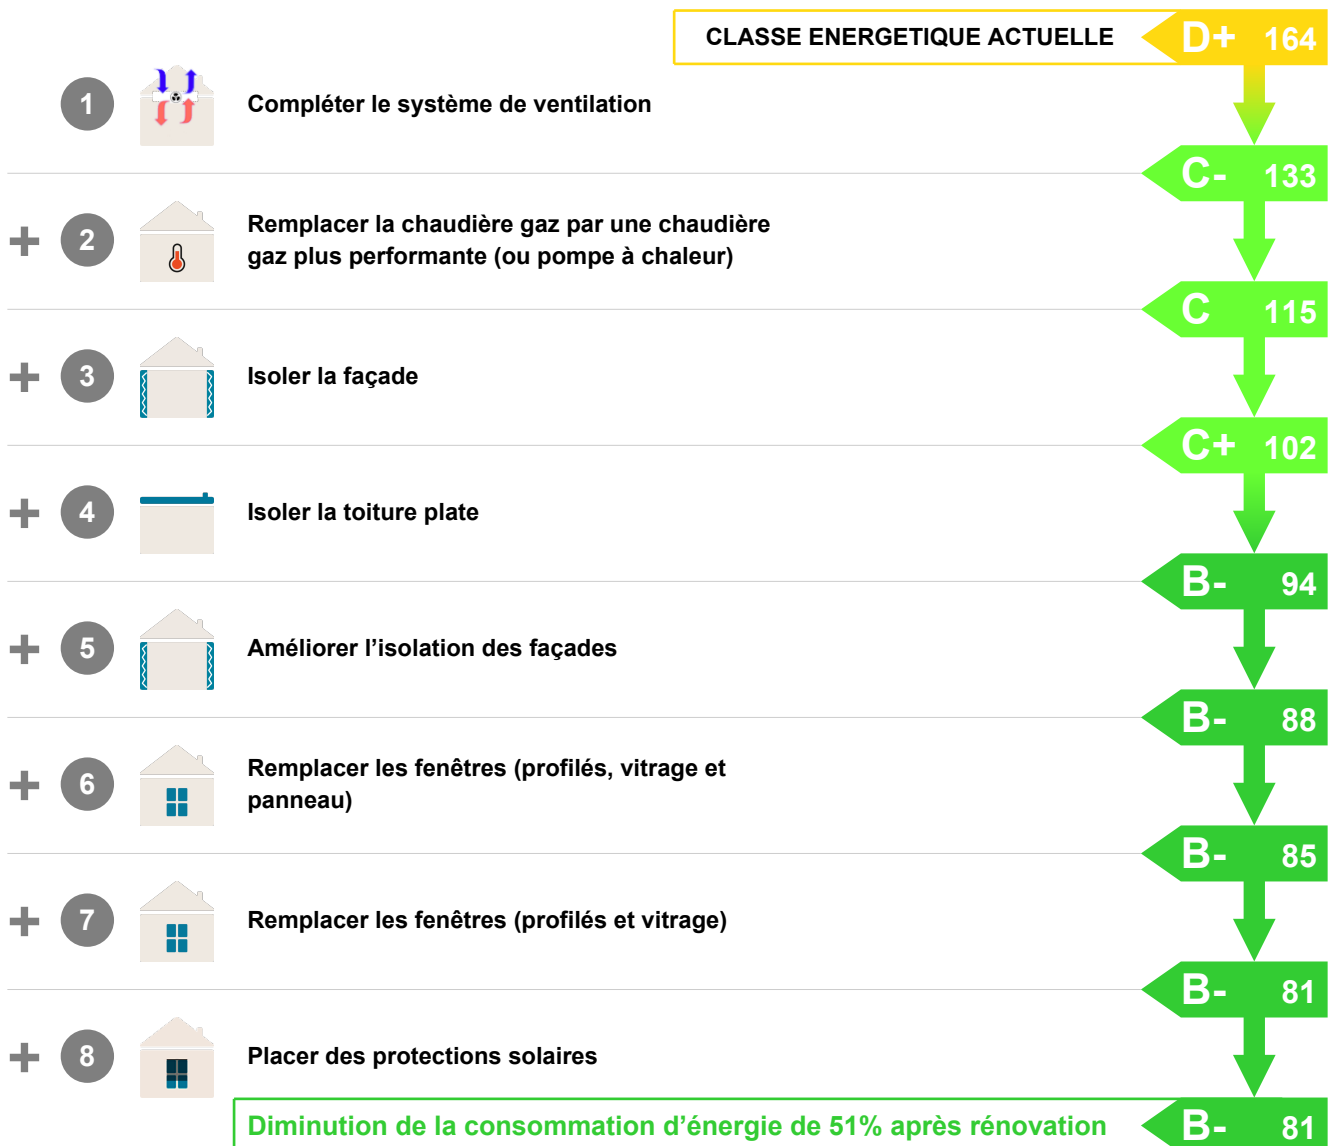 CLASSE ENERGETIQUE ACTUELLE D+ 164
1 Compléter le système de ventilation
C- 133
+ 2 Remplacer la chaudière gaz par une chaudière
gaz plus performante (ou pompe à chaleur)
C 115
+ 3 Isoler la façade
C+ 102
+ 4 Isoler la toiture plate
B- 94
+ 5 Améliorer l’isolation des façades
B- 88
+ 6 Remplacer les fenêtres (profilés, vitrage et
panneau)
B- 85
+ 7 Remplacer les fenêtres (profilés et vitrage)
B- 81
+ 8 Placer des protections solaires
Diminution de la consommation d’énergie de 51% après rénovation B- 81